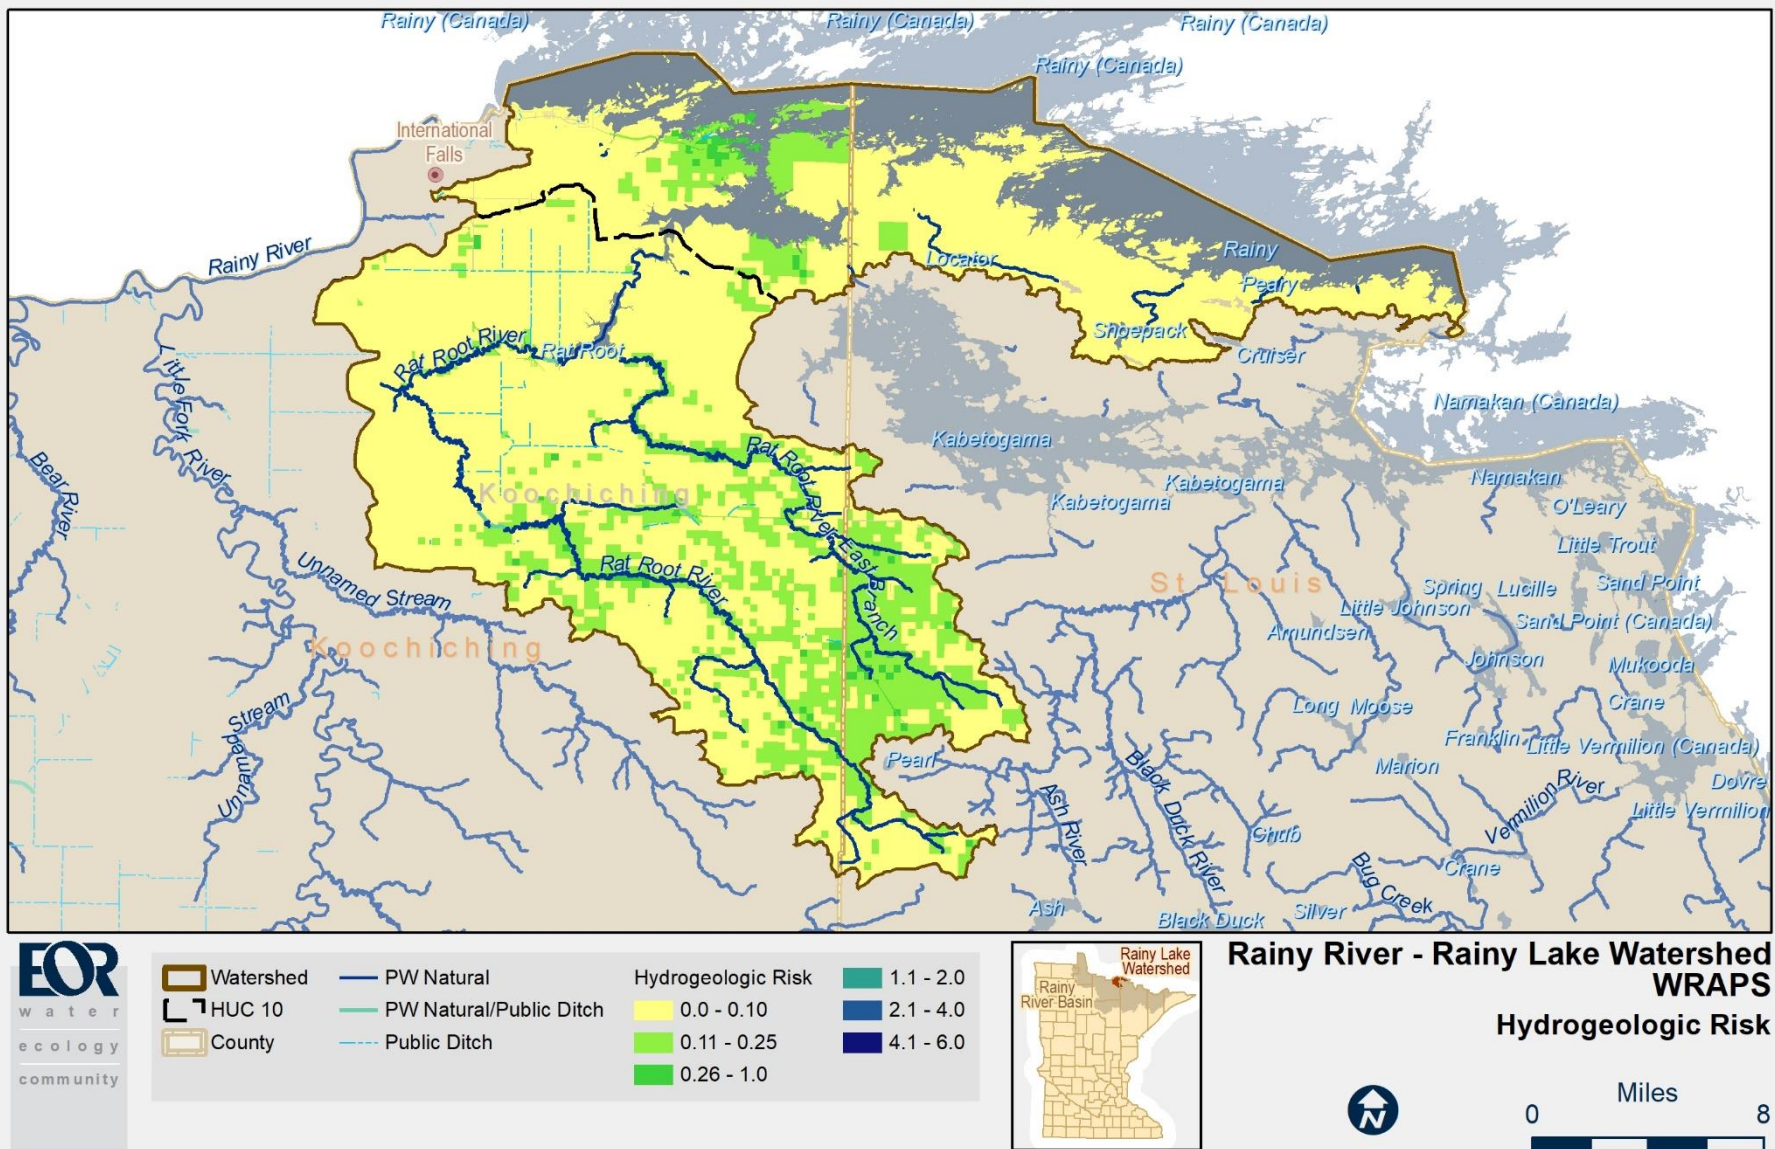 Rainy (Canada)
Rainy (Canada)
Rainy (Canada)
Rainy (Canada)
International
Falls
Rainy River
Locator
Rainy
Peary
Shoepack
Cruiser
Rat Root River
Rat Root
Little Fork River
Namakan (Canada)
Kabetogama
Rat Root River East Branch
Bear River
Koochiching
Kabetogama
Kabetogama
Namakan
O'Leary
Little Trout
Unnamed Stream
Rat Root River
St. Louis
Spring
Lucille
Sand Point
Little Johnson
Sand Point (Canada)
Amundsen
Koochiching
Johnson
Mukooda
Unnamed Stream
Long
Moose
Crane
Franklin
Little Vermilion (Canada)
Pearl
Black Duck River
Marion
Dovre
Ash River
Vermilion River
Little Vermilion
Chub
Crane
Bug Creek
Ash
Black Duck
Silver
EOR
water
ecology
community
Watershed
HUC 10
County
PW Natural
PW Natural/Public Ditch
Public Ditch
Hydrogeologic Risk
0.0 - 0.10
0.11 - 0.25
0.26 - 1.0
1.1 - 2.0
2.1 - 4.0
4.1 - 6.0
Rainy Lake
Watershed
Rainy
River Basin
Rainy River - Rainy Lake Watershed
WRAPS
Hydrogeologic Risk
N
Miles
0 8